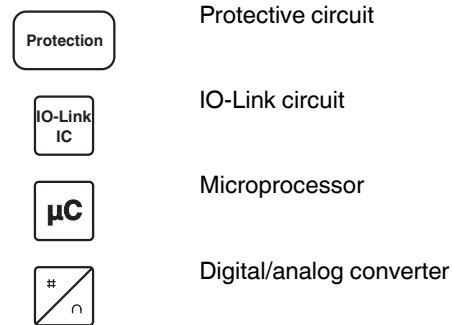 Protection
Protective circuit
IO-Link
IC
IO-Link circuit
µC
Microprocessor
#
∩
Digital/analog converter